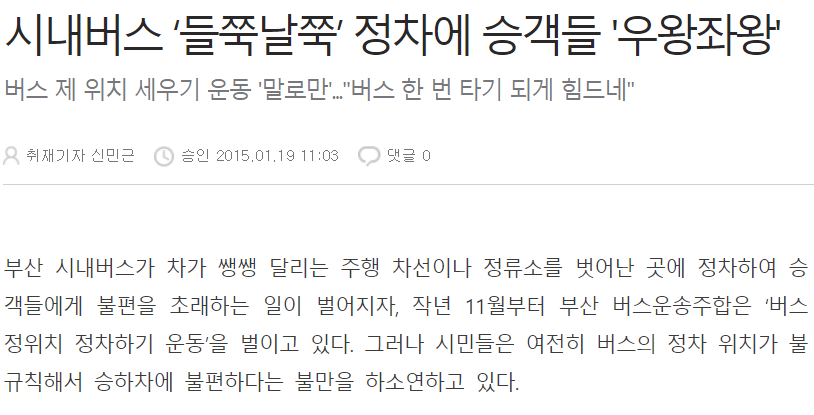 시내버스 ‘들쭉날쭉’ 정차에 승객들 '우왕좌왕'
버스 제 위치 세우기 운동 '말로만'..."버스 한 번 타기 되게 힘드네"
취재기자 신민근 승인 2015.01.19 11:03 댓글 0
부산 시내버스가 차가 쌩쌩 달리는 주행 차선이나 정류소를 벗어난 곳에 정차하여 승
객들에게 불편을 초래하는 일이 벌어지자, 작년 11월부터 부산 버스운송주합은 ‘버스
정위치 정차하기 운동’을 벌이고 있다. 그러나 시민들은 여전히 버스의 정차 위치가 불
규칙해서 승하차에 불편하다는 불만을 하소연하고 있다.